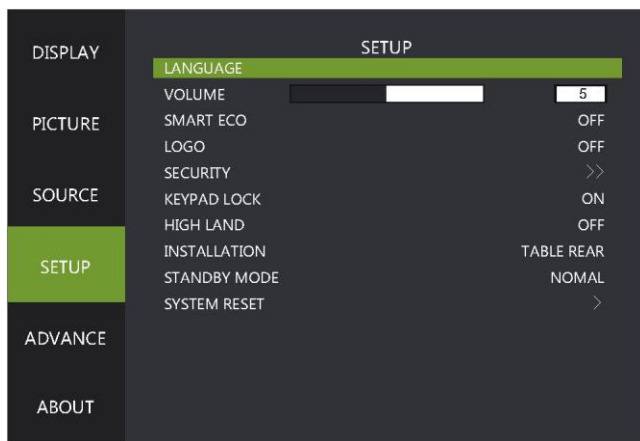 DISPLAY
PICTURE
SOURCE
SETUP
ADVANCE
ABOUT
SETUP
LANGUAGE
VOLUME 5
SMART ECO OFF
LOGO OFF
SECURITY >>
KEYPAD LOCK ON
HIGH LAND OFF
INSTALLATION TABLE REAR
STANDBY MODE NOMAL
SYSTEM RESET >